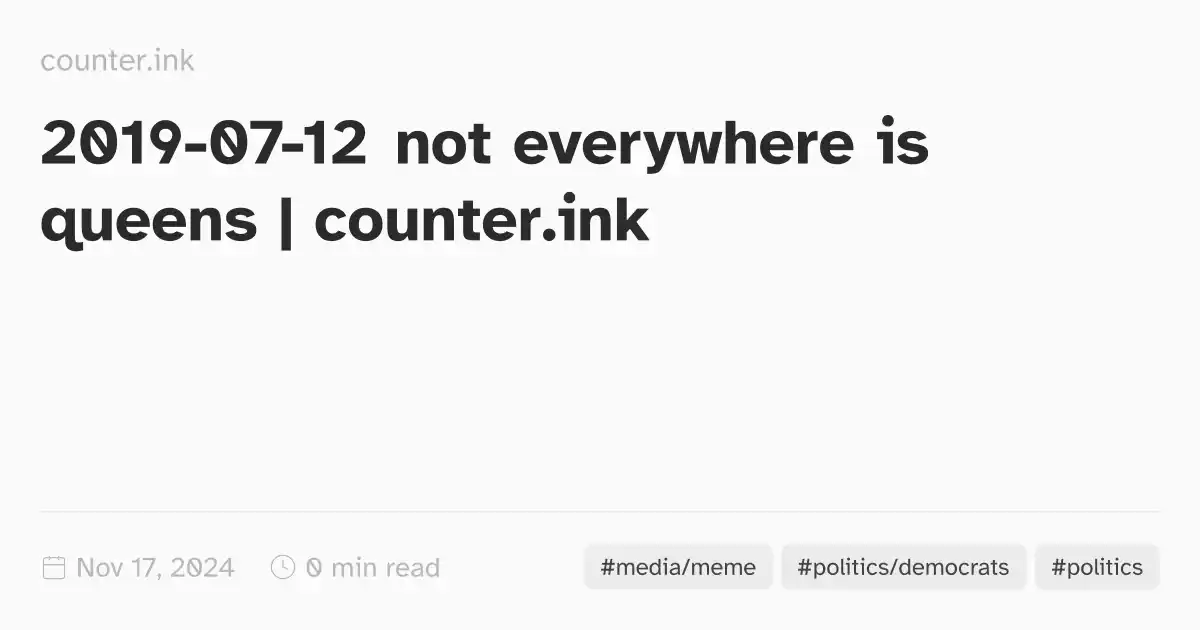 counter.ink
2019-07-12 not everywhere is
queens | counter.ink
Nov 17, 2024 0 min read #media/meme #politics/democrats #politics